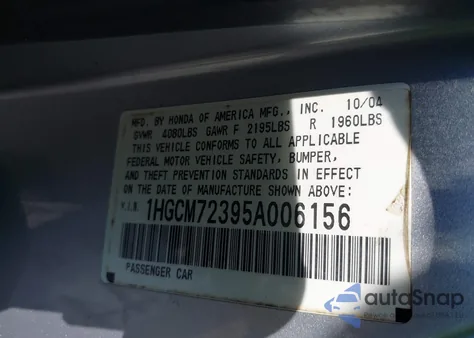 MFD. BY HONDA OF AMERICA MFG., INC. 10/04
GVWR 4080LBS GAWR F 2195LBS R 1960LBS
THIS VEHICLE CONFORMS TO ALL APPLICABLE
FEDERAL MOTOR VEHICLE SAFETY, BUMPER,
AND THEFT PREVENTION STANDARDS IN EFFECT
ON THE DATE OF MANUFACTURE SHOWN ABOVE:
V.I.N. 1HGCM72395A006156
PASSENGER CAR
autoSnap